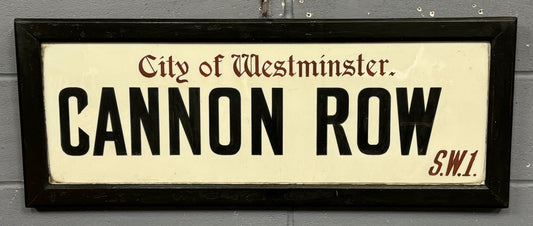 City of Westminster.
CANNON ROW
S.W.1.